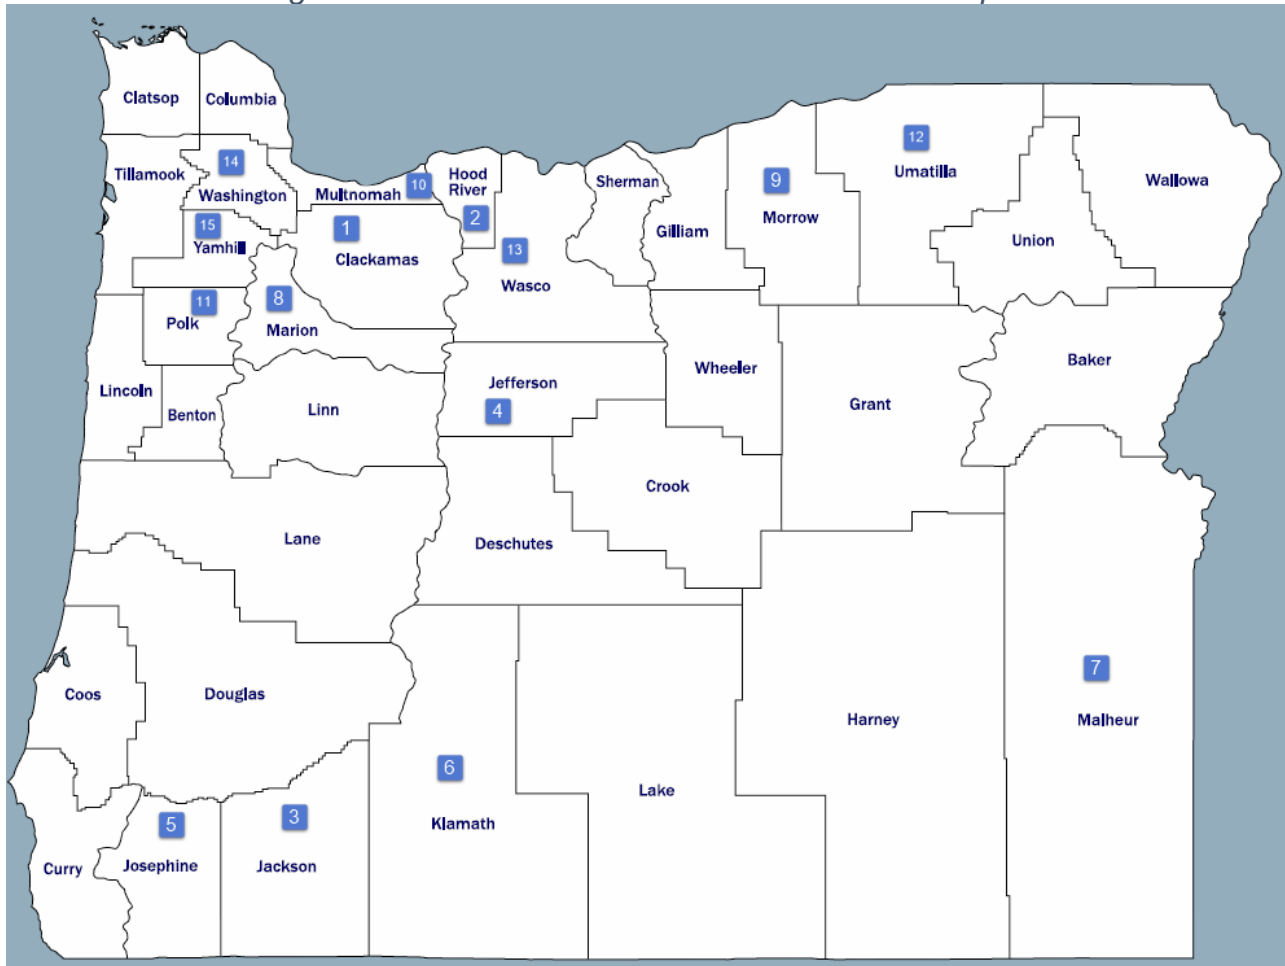 Clatsop
Columbia
Tillamook
14
Washington
Multnomah
10
Hood
River
2
Sherman
Gilliam
9
Morrow
12
Umatilla
Union
Wallowa
15
Yamhill
1
Clackamas
13
Wasco
11
Polk
8
Marion
Lincoln
Benton
Linn
Jefferson
4
Wheeler
Grant
Baker
Crook
Lane
Deschutes
Coos
Douglas
Harney
7
Malheur
6
Klamath
Lake
5
Josephine
3
Jackson
Curry